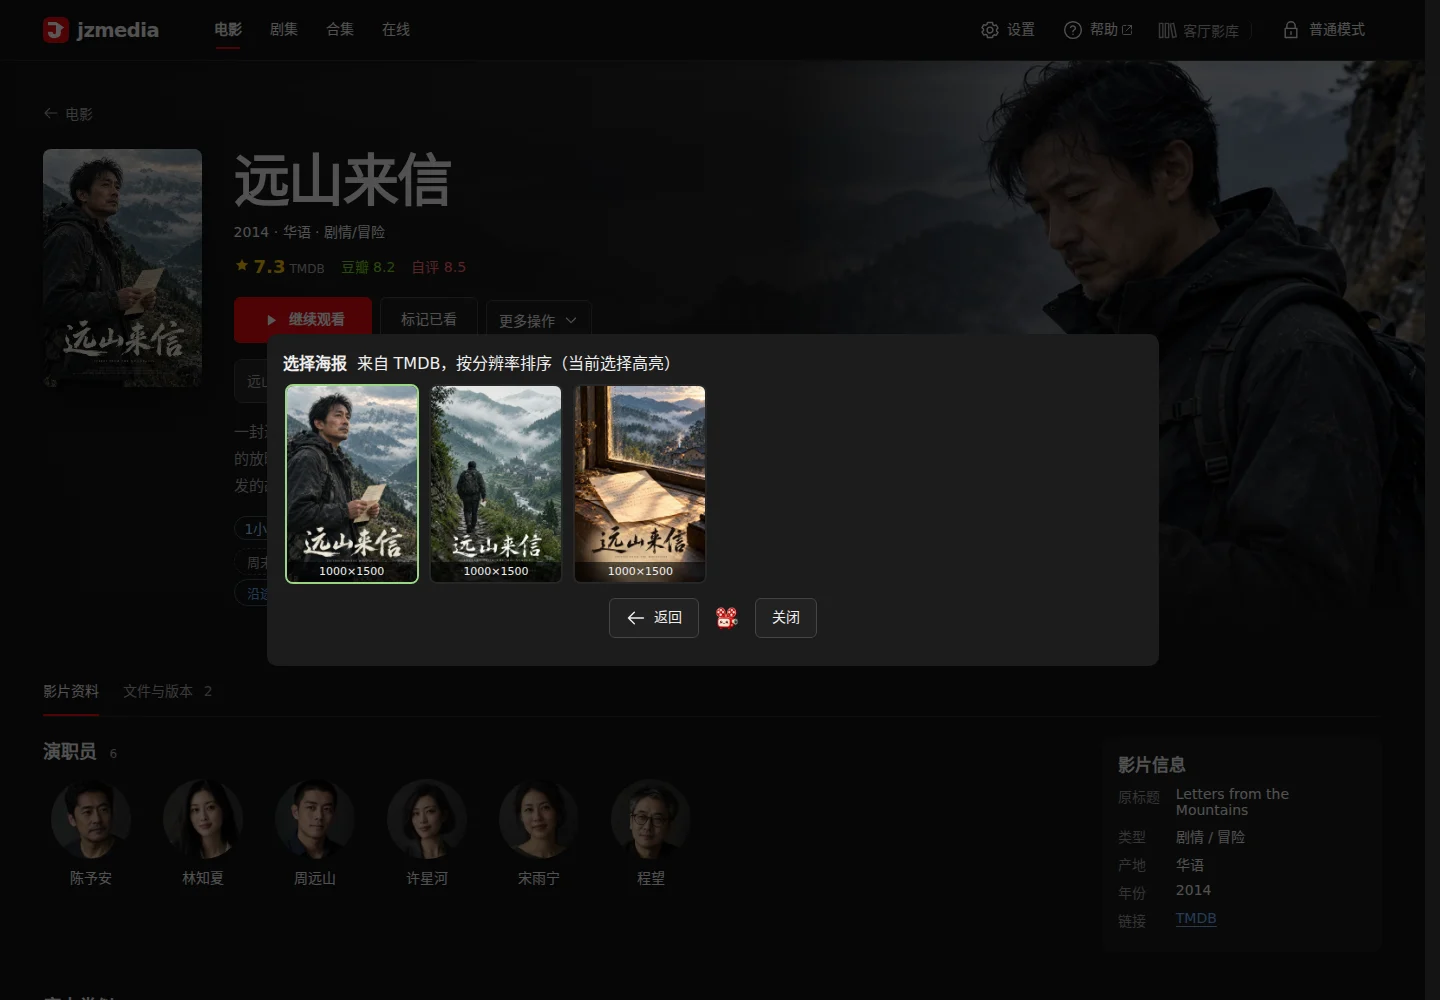 jzmedia
电影 剧集 合集 在线
设置 帮助 客厅影库 普通模式
电影
远山来信
远山来信
2014 · 华语 · 剧情/冒险
7.3 TMDB 豆瓣 8.2 自评 8.5
继续观看 标记已看 更多操作
选择海报 来自 TMDB，按分辨率排序（当前选择高亮）
远山来信 远山来信 远山来信
1000×1500 1000×1500 1000×1500
的放
1小
周末
返回 关闭
影片资料 文件与版本 2
演职员 6
陈予安 林知夏 周远山 许星河 宋雨宁 程望
影片信息
原标题 Letters from the Mountains
类型 剧情 / 冒险
产地 华语
年份 2014
链接 TMDB